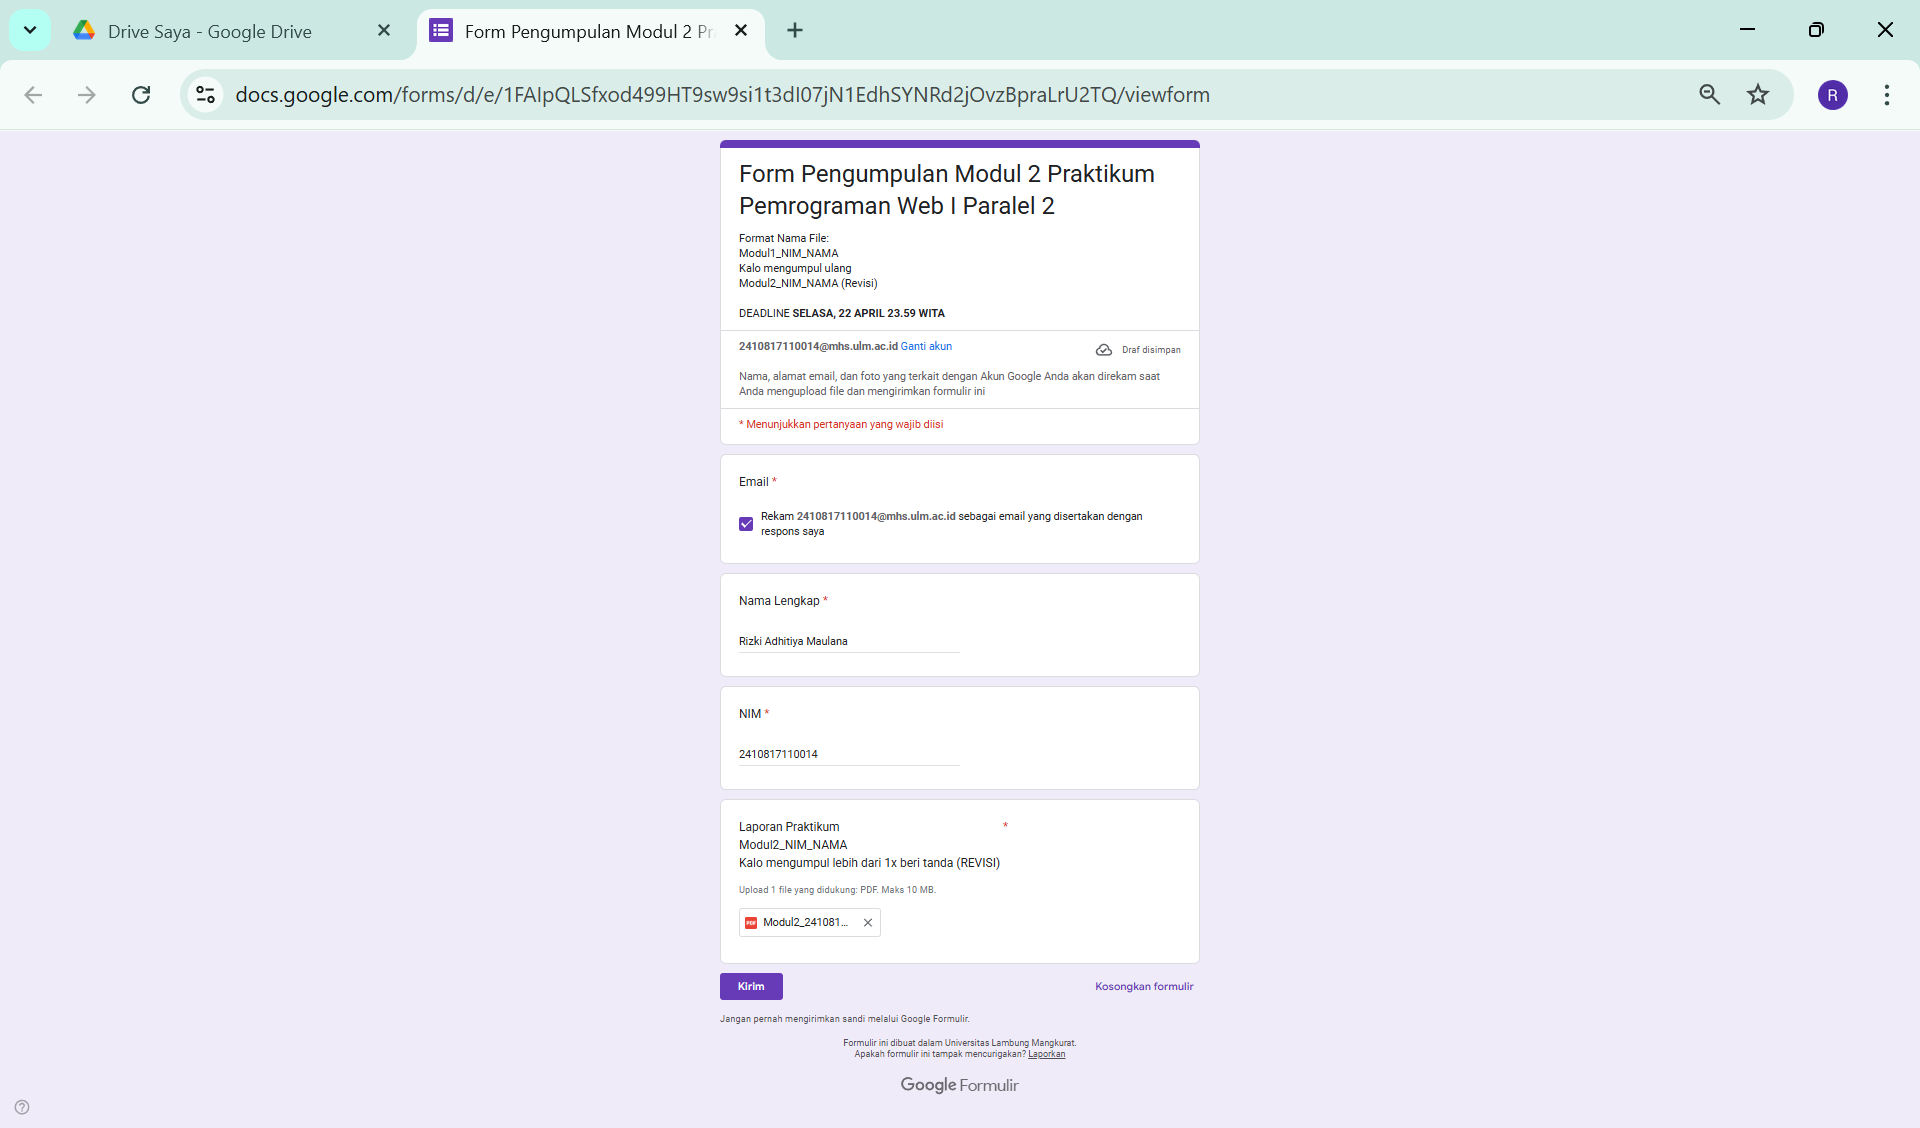 Drive Saya - Google Drive
Form Pengumpulan Modul 2
docs.google.com/forms/d/e/1FAIpQLSfxod499HT9sw9si1t3dI07jN1EdhSYNRd2jOvzBpraLrU2TQ/viewform
R
Form Pengumpulan Modul 2 Praktikum
Pemrograman Web I Paralel 2
Format Nama File:
Modul1_NIM_NAMA
Kalo mengumpul ulang
Modul2_NIM_NAMA (Revisi)
DEADLINE SELASA, 22 APRIL 23.59 WITA
2410817110014@mhs.ulm.ac.id Ganti akun
Draf disimpan
Nama, alamat email, dan foto yang terkait dengan Akun Google Anda akan direkam saat
Anda mengupload file dan mengirimkan formulir ini
* Menunjukkan pertanyaan yang wajib diisi
Email *
Rekam 2410817110014@mhs.ulm.ac.id sebagai email yang disertakan dengan
respons saya
Nama Lengkap *
Rizki Adhitiya Maulana
NIM *
2410817110014
Laporan Praktikum *
Modul2_NIM_NAMA
Kalo mengumpul lebih dari 1x beri tanda (REVISI)
Upload 1 file yang didukung: PDF. Maks 10 MB.
PDF Modul2_241081...
Kirim
Kosongkan formulir
Jangan pernah mengirimkan sandi melalui Google Formulir.
Formulir ini dibuat dalam Universitas Lambung Mangkurat.
Apakah formulir ini tampak mencurigakan? Laporkan
Google Formulir